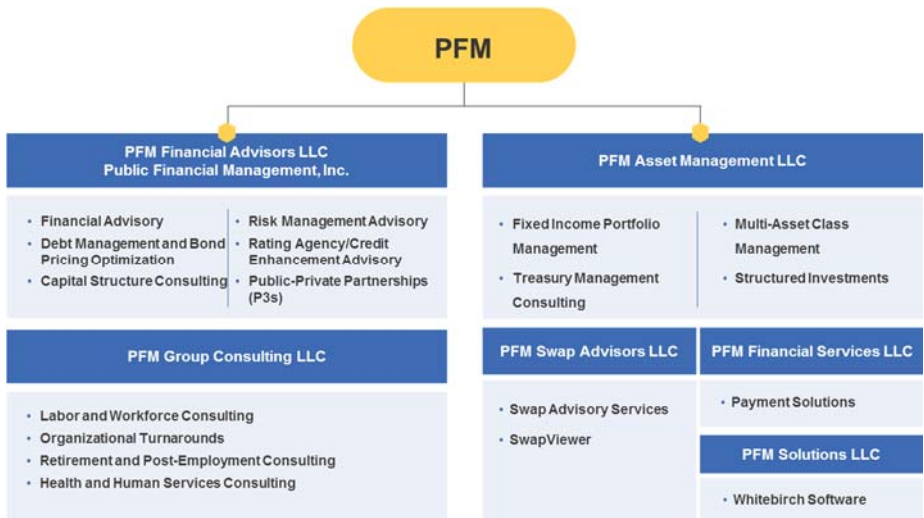 PFM
PFM Financial Advisors LLC
Public Financial Management, Inc.
• Financial Advisory
• Debt Management and Bond
Pricing Optimization
• Capital Structure Consulting
• Risk Management Advisory
• Rating Agency/Credit
Enhancement Advisory
• Public-Private Partnerships
(P3s)
PFM Group Consulting LLC
• Labor and Workforce Consulting
• Organizational Turnarounds
• Retirement and Post-Employment Consulting
• Health and Human Services Consulting
PFM Asset Management LLC
• Fixed Income Portfolio
Management
• Treasury Management
Consulting
• Multi-Asset Class
Management
• Structured Investments
PFM Swap Advisors LLC
• Swap Advisory Services
• SwapViewer
PFM Financial Services LLC
• Payment Solutions
PFM Solutions LLC
• Whitebirch Software